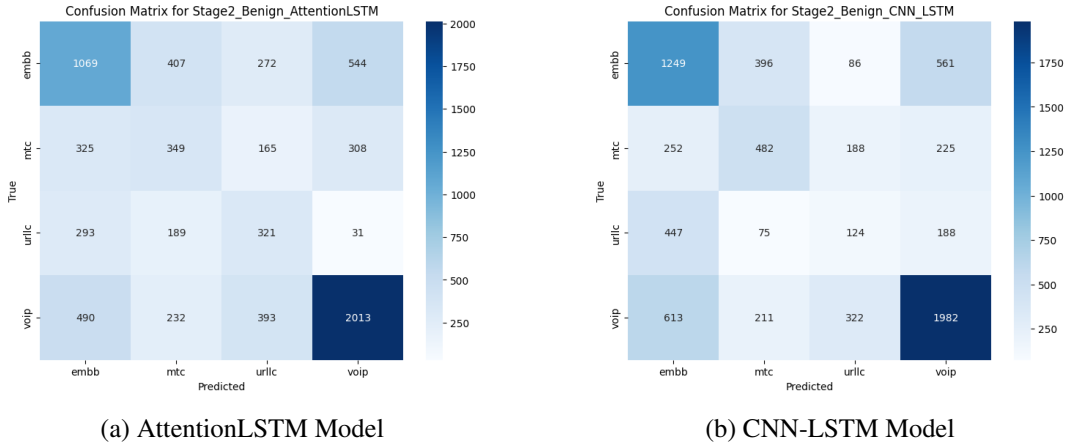 Confusion Matrix for Stage2_Benign_AttentionLSTM
True
embb 1069 407 272 544
mtc 325 349 165 308
urllc 293 189 321 31
voip 490 232 393 2013
embb mtc urllc voip
Predicted
2000
1750
1500
1250
1000
750
500
250
(a) AttentionLSTM Model
Confusion Matrix for Stage2_Benign_CNN_LSTM
True
embb 1249 396 86 561
mtc 252 482 188 225
urllc 447 75 124 188
voip 613 211 322 1982
embb mtc urllc voip
Predicted
1750
1500
1250
1000
750
500
250
(b) CNN-LSTM Model